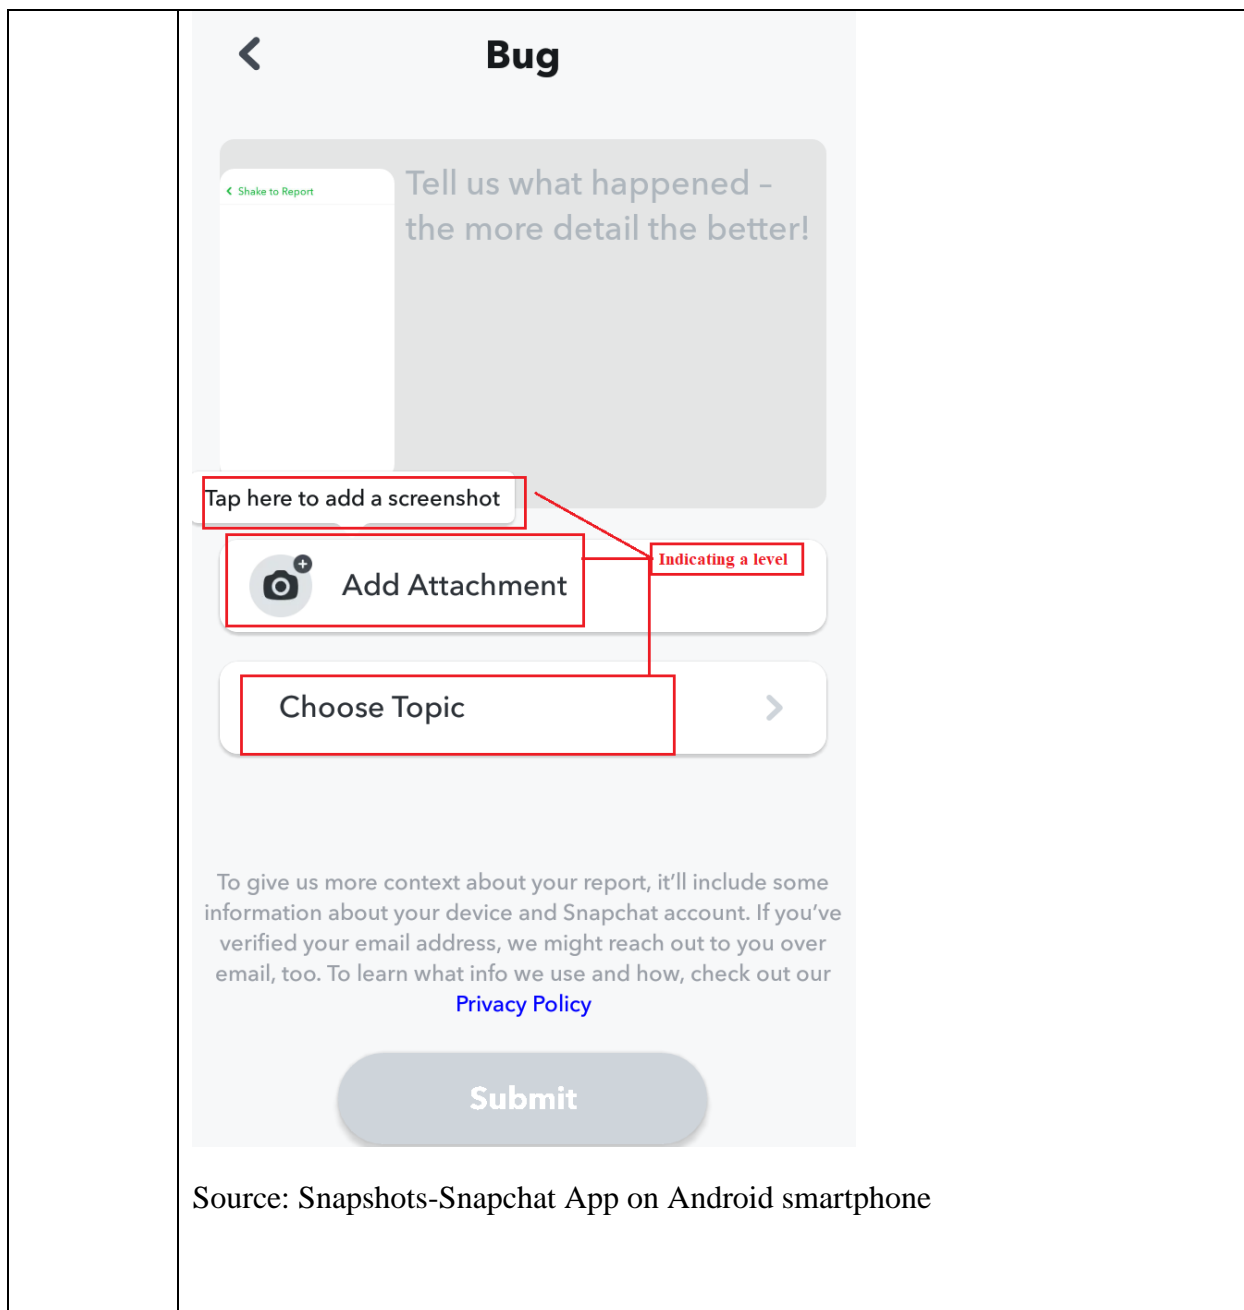 Bug
Shake to Report
Tell us what happened –
the more detail the better!
Tap here to add a screenshot
Indicating a level
Add Attachment
Choose Topic
To give us more context about your report, it’ll include some
information about your device and Snapchat account. If you’ve
verified your email address, we might reach out to you over
email, too. To learn what info we use and how, check out our
Privacy Policy
Submit
Source: Snapshots-Snapchat App on Android smartphone